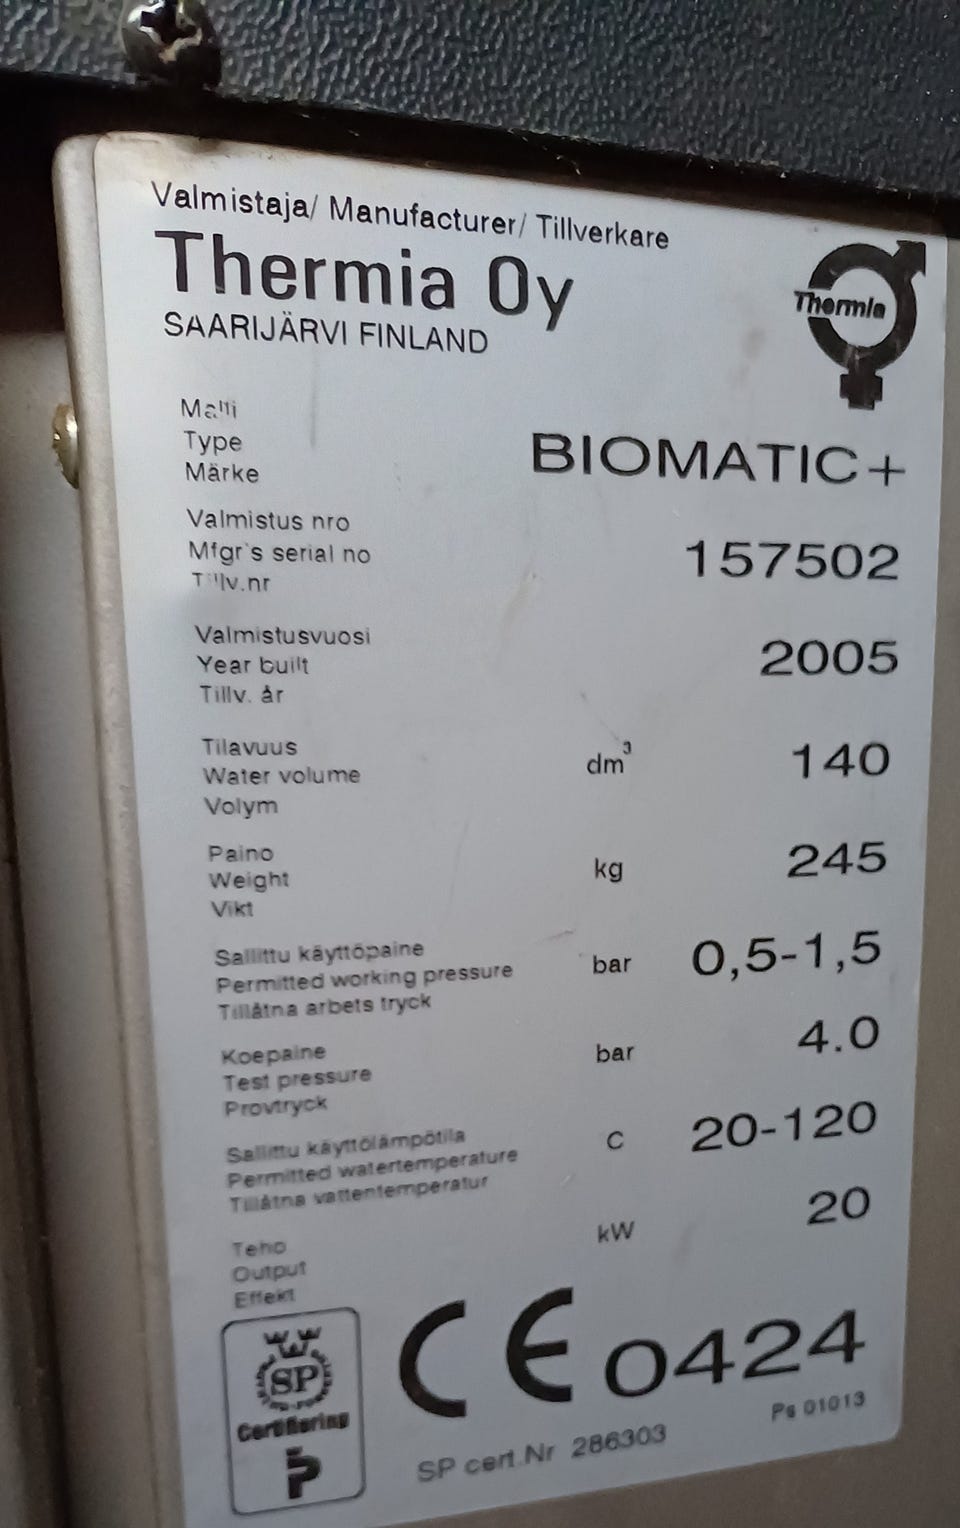 Valmistaja/ Manufacturer/ Tillverkare
Thermia Oy
SAARIJÄRVI FINLAND
Thermia
Malli
Type
Märke
BIOMATIC+
Valmistus nro
Mfgr's serial no
Tillv.nr
157502
Valmistusvuosi
Year built
Tillv. år
2005
Tilavuus
Water volume
Volym
dm³ 140
Paino
Weight
Vikt
kg 245
Sallittu käyttöpaine
Permitted working pressure
Tillåtna arbets tryck
bar 0,5-1,5
Koepaine
Test pressure
Provtryck
bar 4.0
Sallittu käyttölämpötila
Permitted watertemperature
Tillåtna vattentemperatur
C 20-120
Teho
Output
Effekt
kW 20
SP
Certifiering
P
CE 0424
SP cert.Nr 286303
Ps 01013